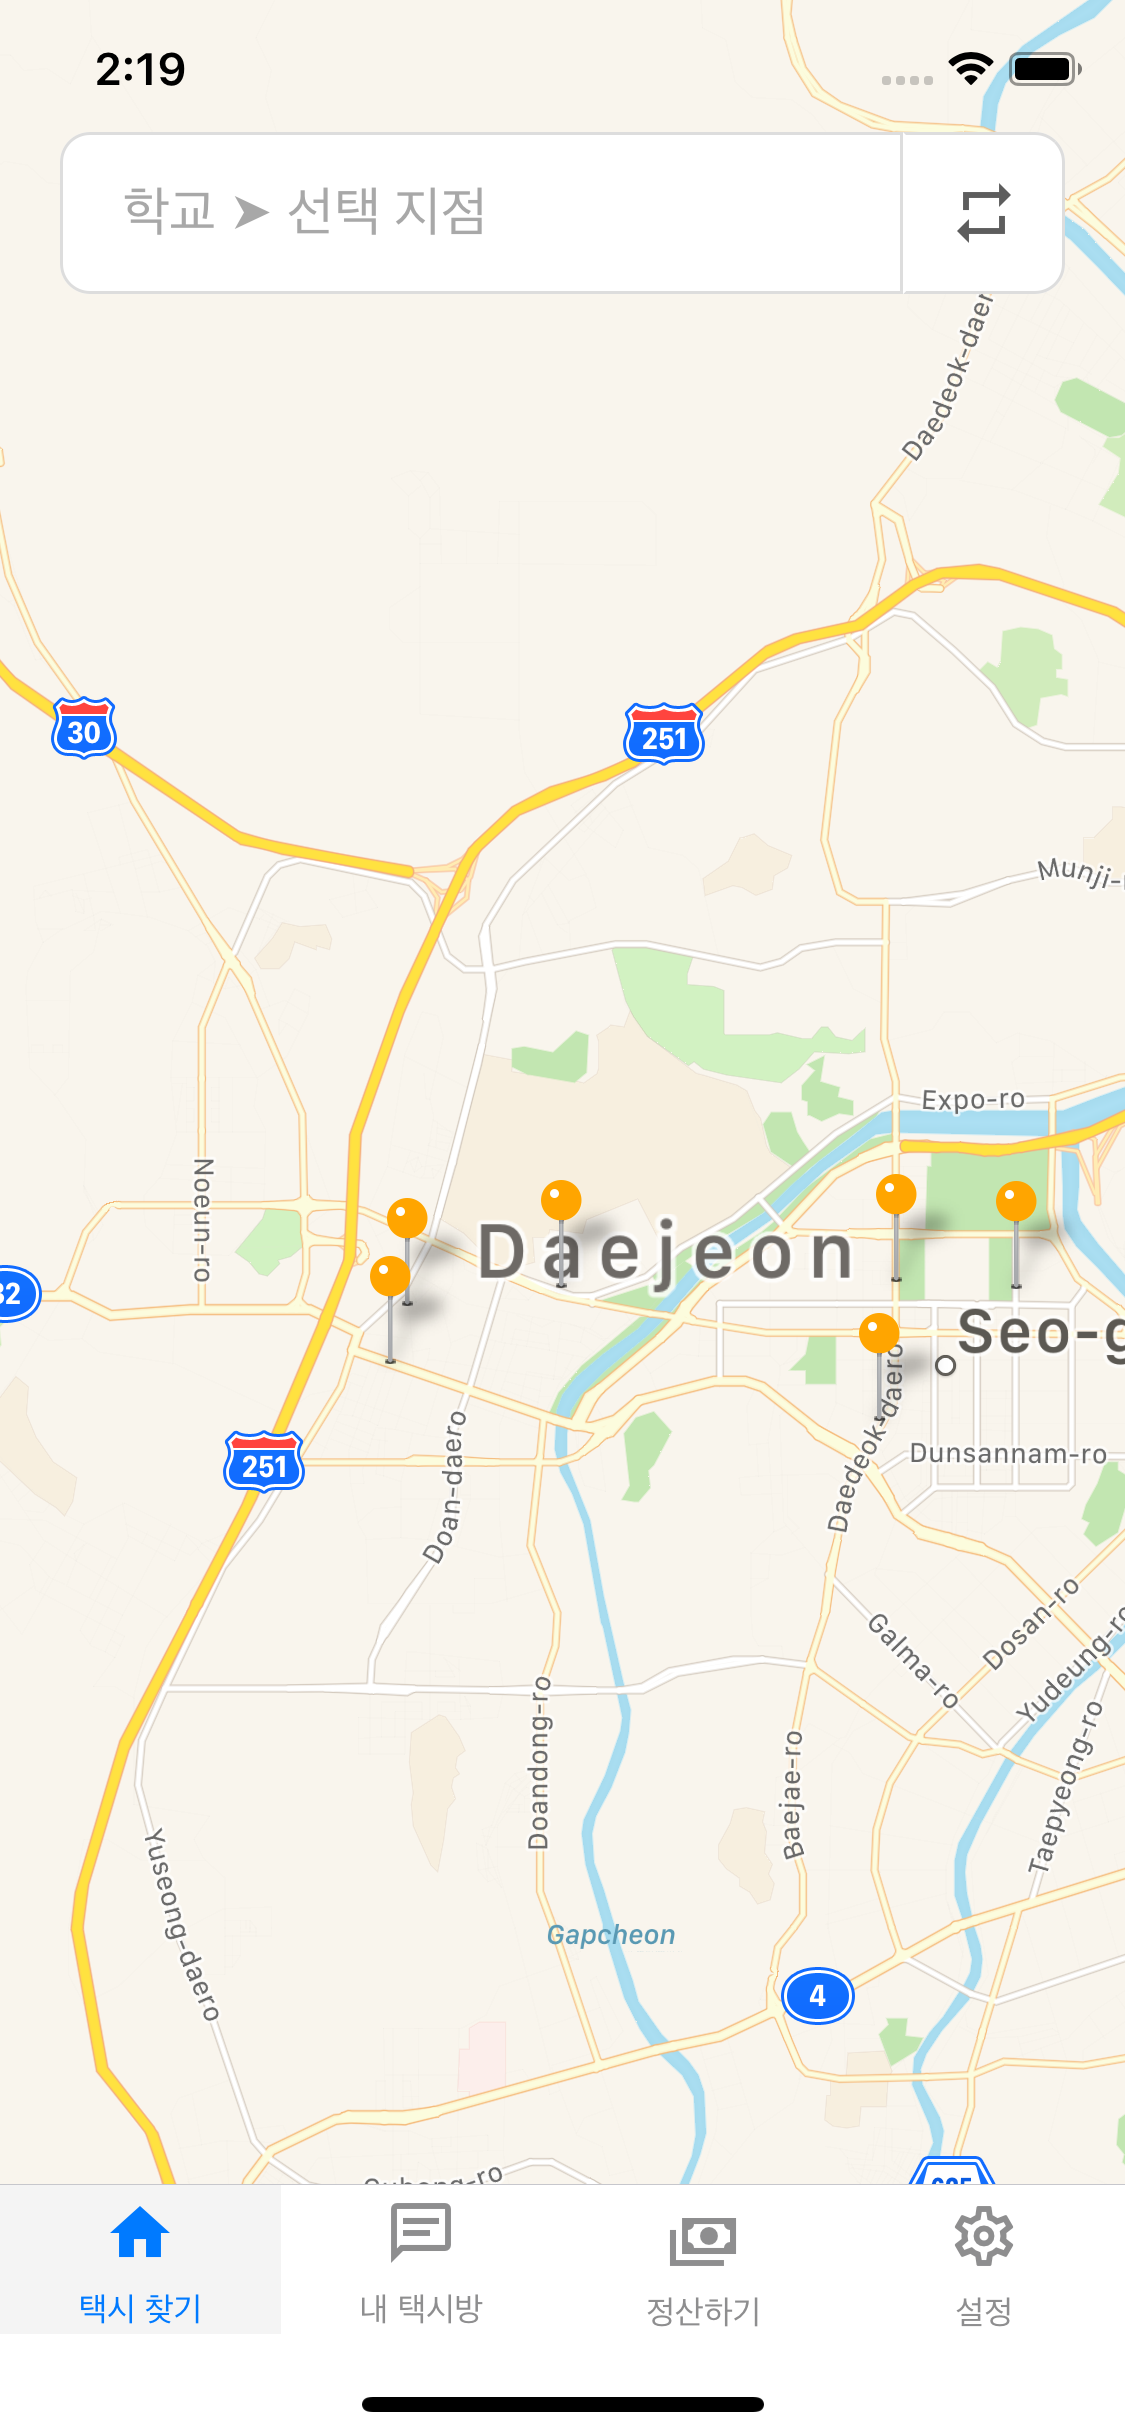 2:19
학교 ➤ 선택 지점
Daedeok-daer
30
251
Munji-
Expo-ro
Noeun-ro
Daejeon
32
Seo-g
Daedeok-daero
Dunsannam-ro
251
Doan-daero
Galma-ro
Dosan-ro
Yudeung-ro
Doandong-ro
Baejae-ro
Taepyeong-ro
Yuseong-daero
Gapcheon
4
택시 찾기
내 택시방
정산하기
설정